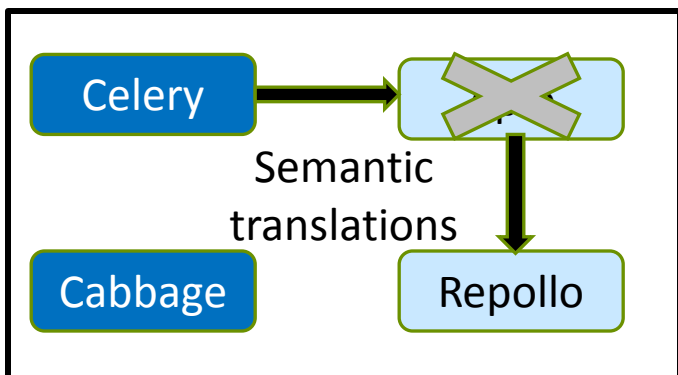 Celery
Semantic
translations
Cabbage
Repollo